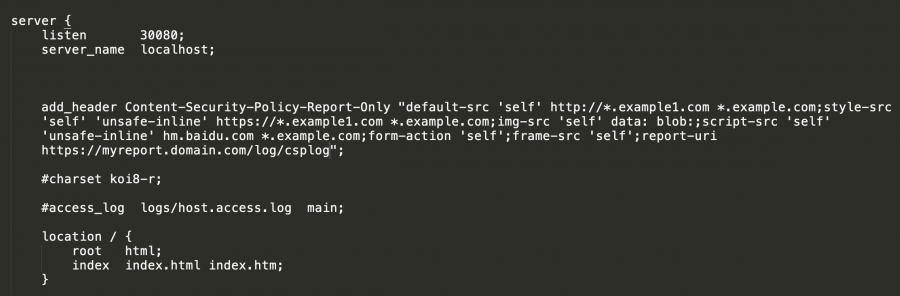 server {
    listen       30080;
    server_name  localhost;

    add_header Content-Security-Policy-Report-Only "default-src 'self' http://*.example1.com *.example.com;style-src
    'self' 'unsafe-inline' https://*.example1.com *.example.com;img-src 'self' data: blob:;script-src 'self'
    'unsafe-inline' hm.baidu.com *.example.com;form-action 'self';frame-src 'self';report-uri
    https://myreport.domain.com/log/csplog";

    #charset koi8-r;

    #access_log  logs/host.access.log  main;

    location / {
        root   html;
        index  index.html index.htm;
    }